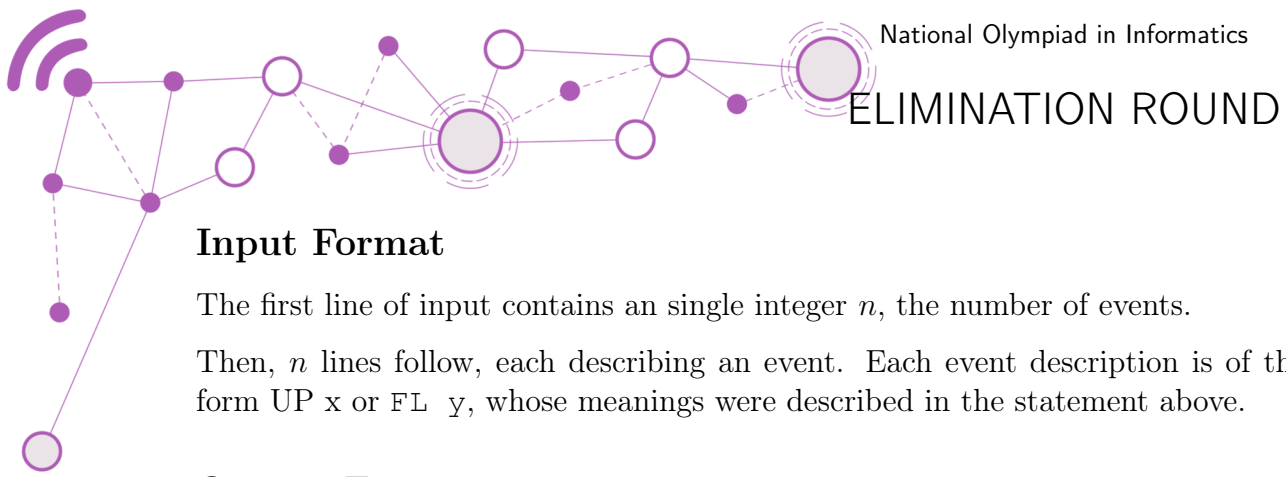 National Olympiad in Informatics
ELIMINATION ROUND
Input Format
The first line of input contains an single integer n, the number of events.
Then, n lines follow, each describing an event. Each event description is of th
form UP x or FL y, whose meanings were described in the statement above.